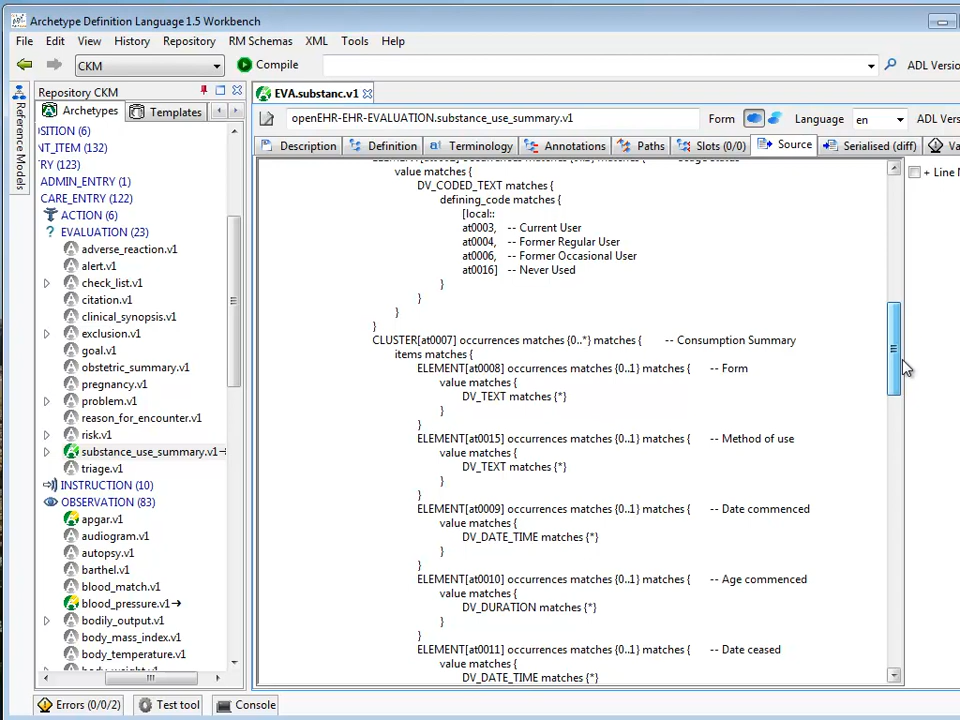 Archetype Definition Language 1.5 Workbench
File Edit View History Repository RM Schemas XML Tools Help
CKM Compile ADL Versio
Reference Models
Repository CKM
Archetypes Templates
SITION (6)
NT_ITEM (132)
RY (123)
ADMIN_ENTRY (1)
CARE_ENTRY (122)
ACTION (6)
? EVALUATION (23)
adverse_reaction.v1
alert.v1
check_list.v1
citation.v1
clinical_synopsis.v1
exclusion.v1
goal.v1
obstetric_summary.v1
pregnancy.v1
problem.v1
reason_for_encounter.v1
risk.v1
substance_use_summary.v1→
triage.v1
INSTRUCTION (10)
OBSERVATION (83)
apgar.v1
audiogram.v1
autopsy.v1
barthel.v1
blood_match.v1
blood_pressure.v1→
bodily_output.v1
body_mass_index.v1
body_temperature.v1
body_weight.v1
EVA.substanc.v1
openEHR-EHR-EVALUATION.substance_use_summary.v1 Form Language en ADL Vers
Description Definition Terminology Annotations Paths Slots (0/0) Source Serialised (diff) Va
+ Line N
value matches {
DV_CODED_TEXT matches {
defining_code matches {
[local::
at0003, -- Current User
at0004, -- Former Regular User
at0006, -- Former Occasional User
at0016] -- Never Used
}
}
}
}
CLUSTER[at0007] occurrences matches {0..*} matches { -- Consumption Summary
items matches {
ELEMENT[at0008] occurrences matches {0..1} matches { -- Form
value matches {
DV_TEXT matches {*}
}
}
ELEMENT[at0015] occurrences matches {0..1} matches { -- Method of use
value matches {
DV_TEXT matches {*}
}
}
ELEMENT[at0009] occurrences matches {0..1} matches { -- Date commenced
value matches {
DV_DATE_TIME matches {*}
}
}
ELEMENT[at0010] occurrences matches {0..1} matches { -- Age commenced
value matches {
DV_DURATION matches {*}
}
}
ELEMENT[at0011] occurrences matches {0..1} matches { -- Date ceased
value matches {
DV_DATE_TIME matches {*}
Errors (0/0/2) Test tool Console